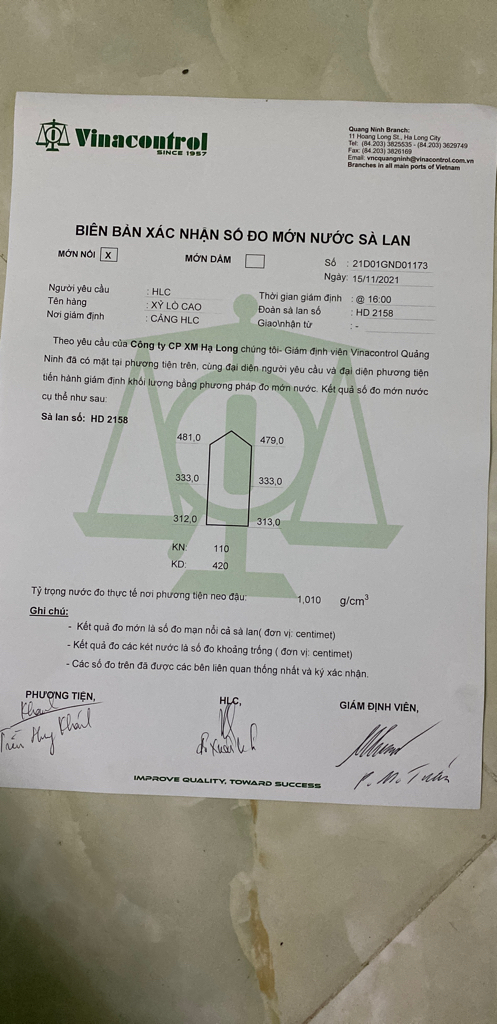 Vinacontrol
SINCE 1957
Quang Ninh Branch:
11 Hoang Long St., Ha Long City
Tel: (84.203) 3825535 - (84.203) 3629749
Fax: (84.203) 3826169
Email: vncquangninh@vinacontrol.com.vn
Branches in all main ports of Vietnam
BIÊN BẢN XÁC NHẬN SỐ ĐO MỚN NƯỚC SÀ LAN
MỚN NỔI X MỚN DẦM
Số : 21D01GND01173
Ngày: 15/11/2021
Người yêu cầu : HLC
Tên hàng : XỶ LÒ CAO
Nơi giám định : CẢNG HLC
Thời gian giám định : @ 16:00
Đoàn sà lan số : HD 2158
Giao\nhận từ : -
Theo yêu cầu của Công ty CP XM Hạ Long chúng tôi- Giám định viên Vinacontrol Quảng
Ninh đã có mặt tại phương tiện trên, cùng đại diện người yêu cầu và đại diện phương tiện
tiến hành giám định khối lượng bằng phương pháp đo mớn nước. Kết quả số đo mớn nước
cụ thể như sau:
Sà lan số: HD 2158
481,0 479,0
333,0 333,0
312,0 313,0
KN: 110
KD: 420
Tỷ trọng nước đo thực tế nơi phương tiện neo đậu: 1,010 g/cm³
Ghi chú:
- Kết quả đo mớn là số đo mạn nổi cả sà lan( đơn vị: centimet)
- Kết quả đo các két nước là số đo khoảng trống ( đơn vị: centimet)
- Các số đo trên đã được các bên liên quan thống nhất và ký xác nhận.
PHƯƠNG TIỆN, HLC, GIÁM ĐỊNH VIÊN,
Khánh
Trần Huy Khánh
IMPROVE QUALITY, TOWARD SUCCESS